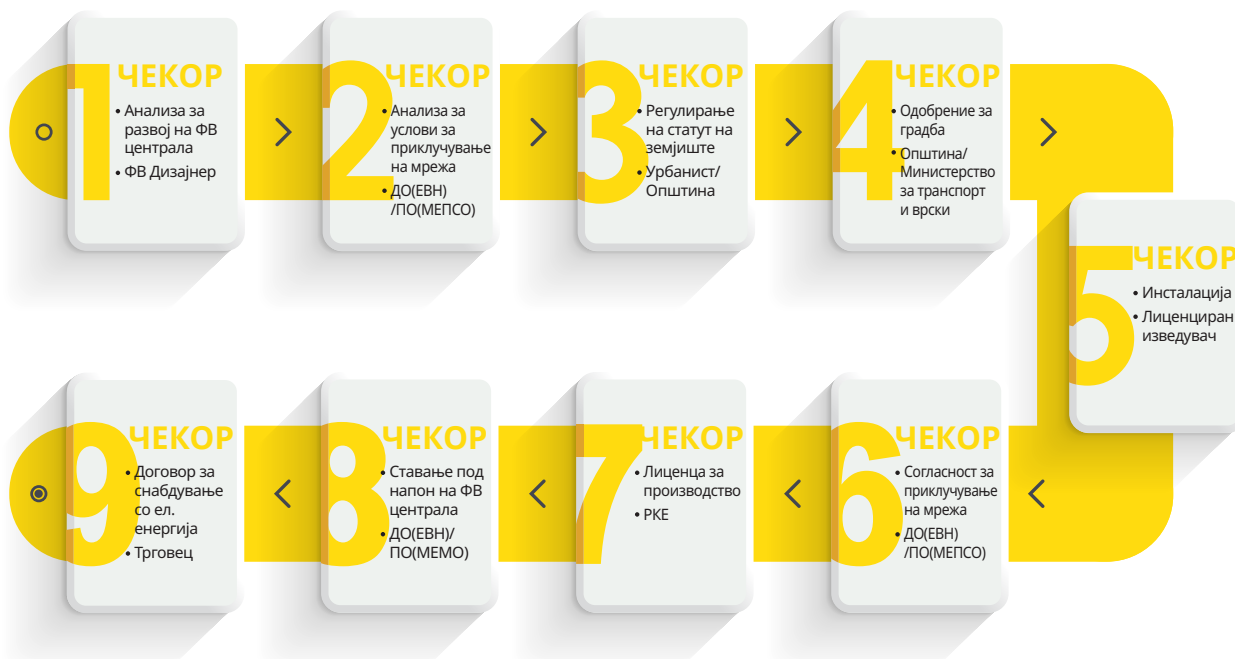 1 ЧЕКОР
• Анализа за
развој на ФВ
централа
• ФВ Дизајнер
2 ЧЕКОР
• Анализа за
услови за
приклучување
на мрежа
• ДО(ЕВН)
/ПО(МЕПСО)
3 ЧЕКОР
• Регулирање
на статут на
земјиште
• Урбанист/
Општина
4 ЧЕКОР
• Одобрение за
градба
• Општина/
Министерство
за транспорт
и врски
5 ЧЕКОР
• Инсталација
• Лиценциран
изведувач
6 ЧЕКОР
• Согласност за
приклучување
на мрежа
• ДО(ЕВН)
/ПО(МЕПСО)
7 ЧЕКОР
• Лиценца за
производство
• РКЕ
8 ЧЕКОР
• Ставање под
напон на ФВ
централа
• ДО(ЕВН)/
ПО(МЕМО)
9 ЧЕКОР
• Договор за
снабдување
со ел.
енергија
• Трговец